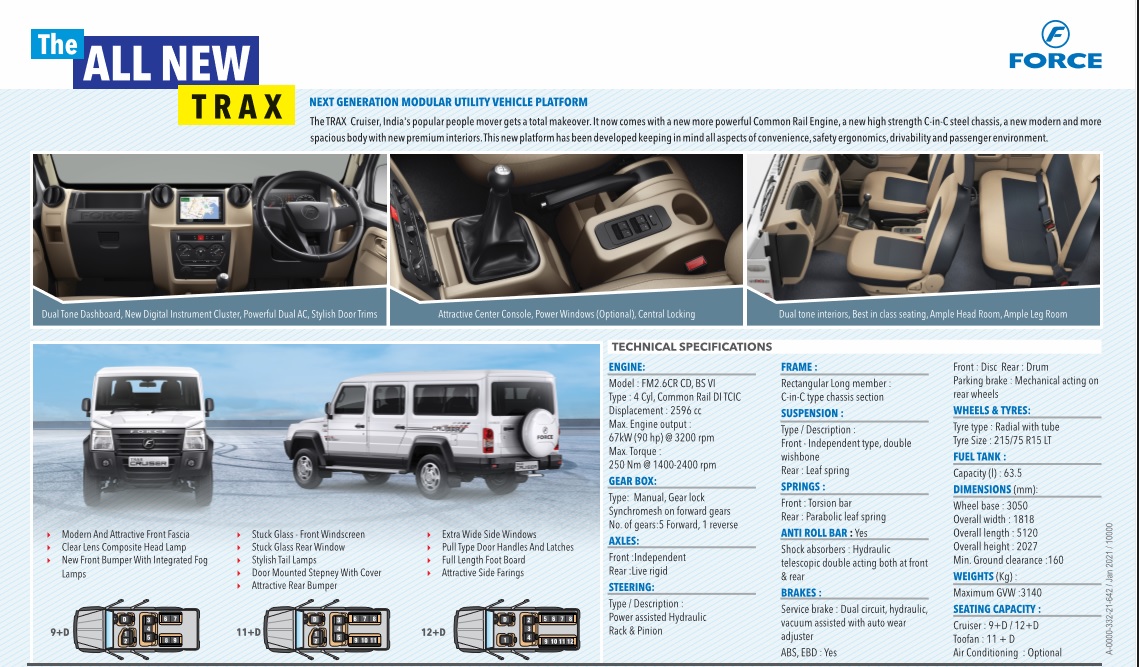 The
ALL NEW
TRAX
FORCE
NEXT GENERATION MODULAR UTILITY VEHICLE PLATFORM
The TRAX Cruiser, India's popular people mover gets a total makeover. It now comes with a new more powerful Common Rail Engine, a new high strength C-in-C steel chassis, a new modern and more
spacious body with new premium interiors. This new platform has been developed keeping in mind all aspects of convenience, safety ergonomics, drivability and passenger environment.
Dual Tone Dashboard, New Digital Instrument Cluster, Powerful Dual AC, Stylish Door Trims
Attractive Center Console, Power Windows (Optional), Central Locking
Dual tone interiors, Best in class seating, Ample Head Room, Ample Leg Room
FORCE
CRUISER
FORCE
Modern And Attractive Front Fascia
Clear Lens Composite Head Lamp
New Front Bumper With Integrated Fog
Lamps
Stuck Glass - Front Windscreen
Stuck Glass Rear Window
Stylish Tail Lamps
Door Mounted Stepney With Cover
Attractive Rear Bumper
Extra Wide Side Windows
Pull Type Door Handles And Latches
Full Length Foot Board
Attractive Side Farings
9+D
11+D
12+D
TECHNICAL SPECIFICATIONS
ENGINE:
Model : FM2.6CR CD, BS VI
Type : 4 Cyl, Common Rail DI TCIC
Displacement : 2596 cc
Max. Engine output :
67kW (90 hp) @ 3200 rpm
Max. Torque :
250 Nm @ 1400-2400 rpm
GEAR BOX:
Type: Manual, Gear lock
Synchromesh on forward gears
No. of gears:5 Forward, 1 reverse
AXLES:
Front :Independent
Rear :Live rigid
STEERING:
Type / Description :
Power assisted Hydraulic
Rack & Pinion
FRAME :
Rectangular Long member :
C-in-C type chassis section
SUSPENSION :
Type / Description :
Front - Independent type, double
wishbone
Rear : Leaf spring
SPRINGS :
Front : Torsion bar
Rear : Parabolic leaf spring
ANTI ROLL BAR : Yes
Shock absorbers : Hydraulic
telescopic double acting both at front
& rear
BRAKES :
Service brake : Dual circuit, hydraulic,
vacuum assisted with auto wear
adjuster
ABS, EBD : Yes
Front : Disc Rear : Drum
Parking brake : Mechanical acting on
rear wheels
WHEELS & TYRES:
Tyre type : Radial with tube
Tyre Size : 215/75 R15 LT
FUEL TANK :
Capacity (l) : 63.5
DIMENSIONS (mm):
Wheel base : 3050
Overall width : 1818
Overall length : 5120
Overall height : 2027
Min. Ground clearance :160
WEIGHTS (Kg) :
Maximum GVW :3140
SEATING CAPACITY :
Cruiser : 9+D / 12+D
Toofan : 11 + D
Air Conditioning : Optional
A-0000-332-21-642 / Jan 2021 / 10000